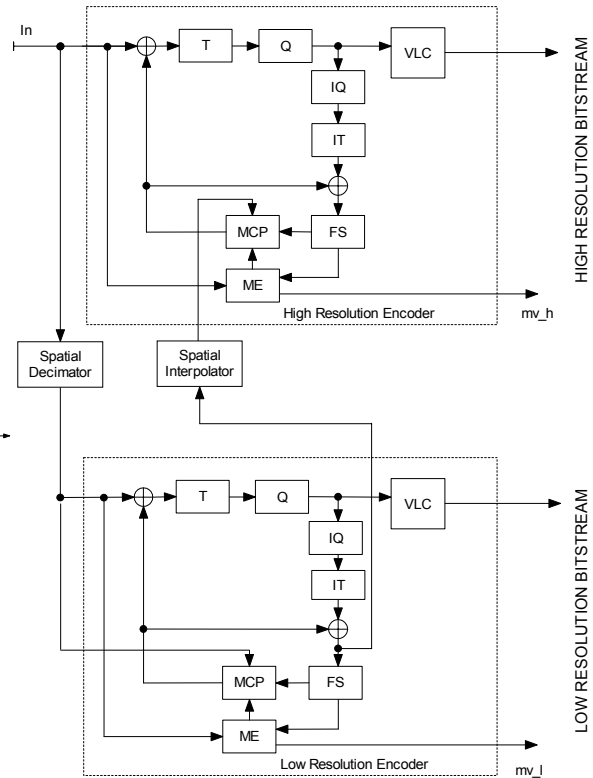 In
T
Q
VLC
IQ
IT
MCP
FS
ME
High Resolution Encoder
mv_h
HIGH RESOLUTION BITSTREAM
Spatial
Decimator
Spatial
Interpolator
T
Q
VLC
IQ
IT
MCP
FS
ME
Low Resolution Encoder
mv_l
LOW RESOLUTION BITSTREAM